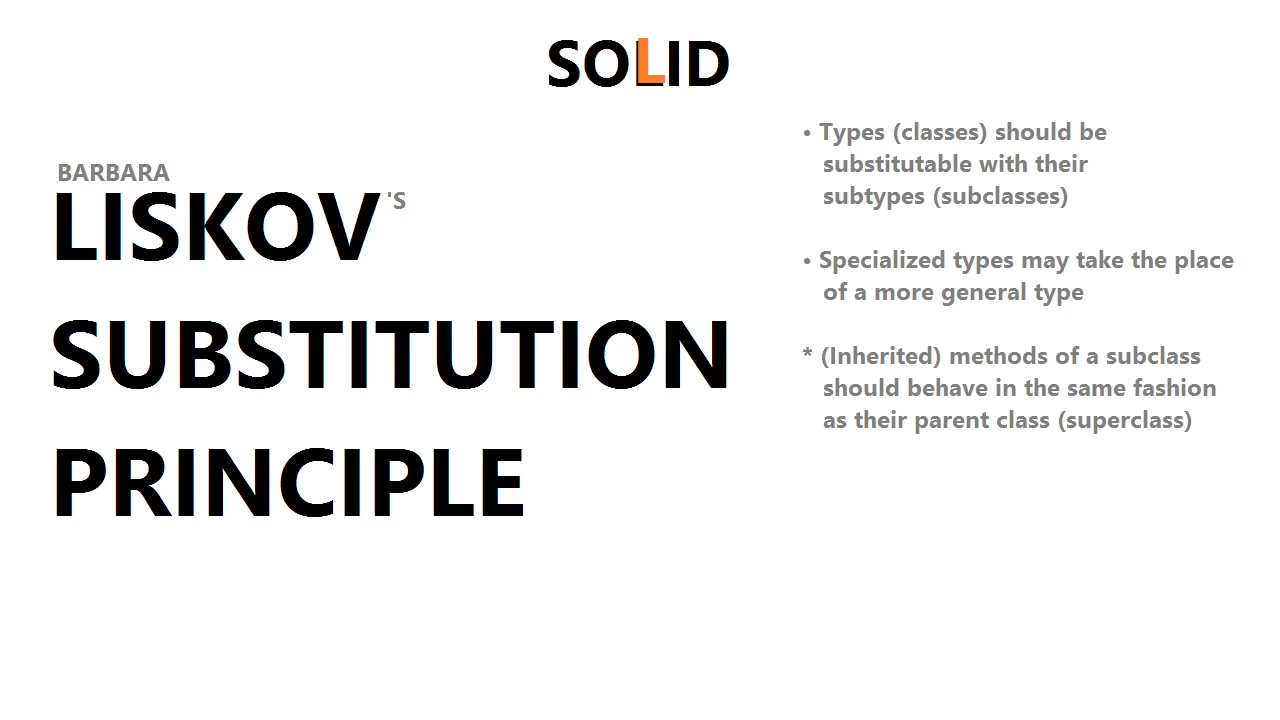 SOLID
BARBARA
LISKOV'S
SUBSTITUTION
PRINCIPLE
• Types (classes) should be
substitutable with their
subtypes (subclasses)
• Specialized types may take the place
of a more general type
* (Inherited) methods of a subclass
should behave in the same fashion
as their parent class (superclass)